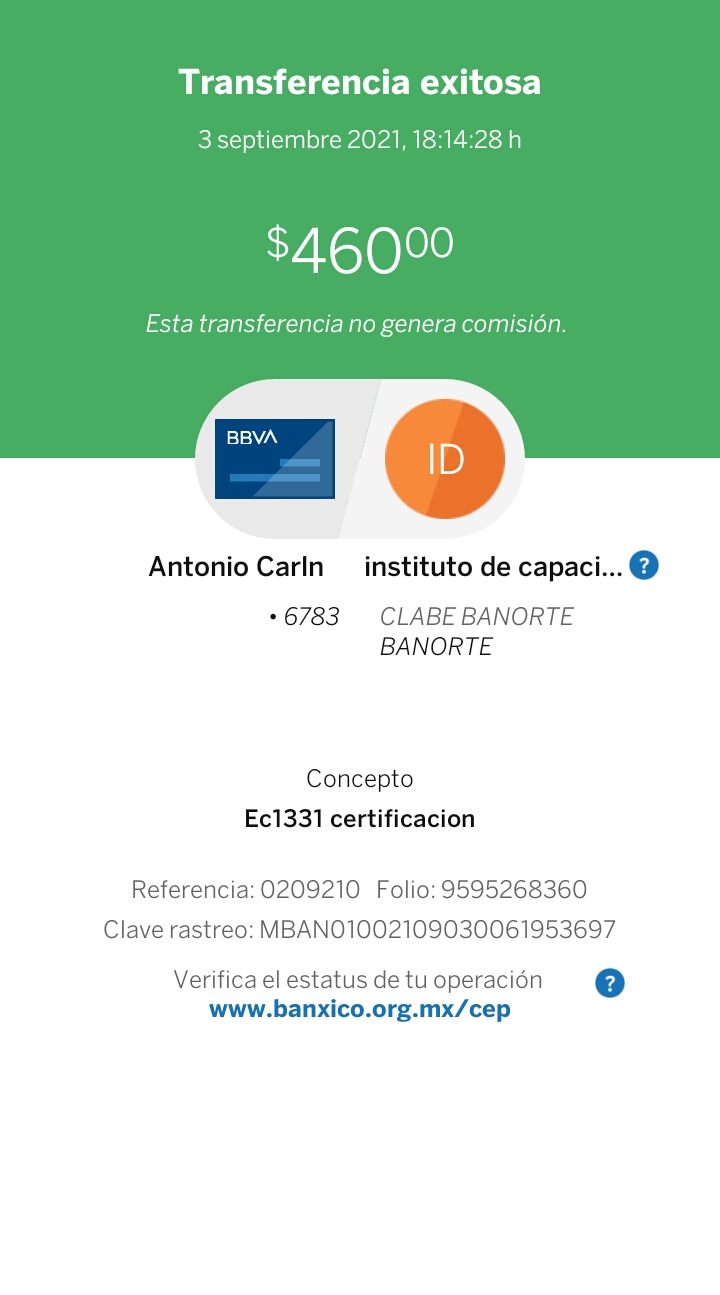 Transferencia exitosa
3 septiembre 2021, 18:14:28 h
$460.00
Esta transferencia no genera comisión.
BBVA
ID
Antonio Carln instituto de capaci... ?
• 6783 CLABE BANORTE
BANORTE
Concepto
Ec1331 certificacion
Referencia: 0209210 Folio: 9595268360
Clave rastreo: MBAN01002109030061953697
Verifica el estatus de tu operación ?
www.banxico.org.mx/cep